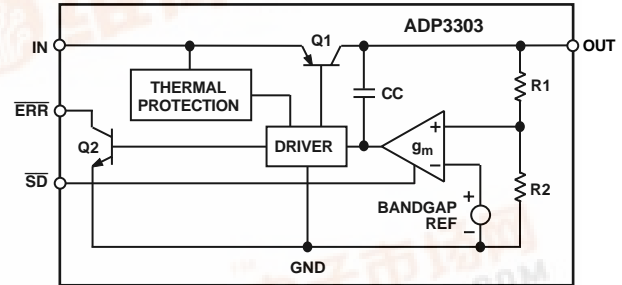 ADP3303
IN
Q1
OUT
THERMAL
PROTECTION
CC
R1
ERR
Q2
DRIVER
gm
+
–
SD
R2
BANDGAP
REF
+
–
GND